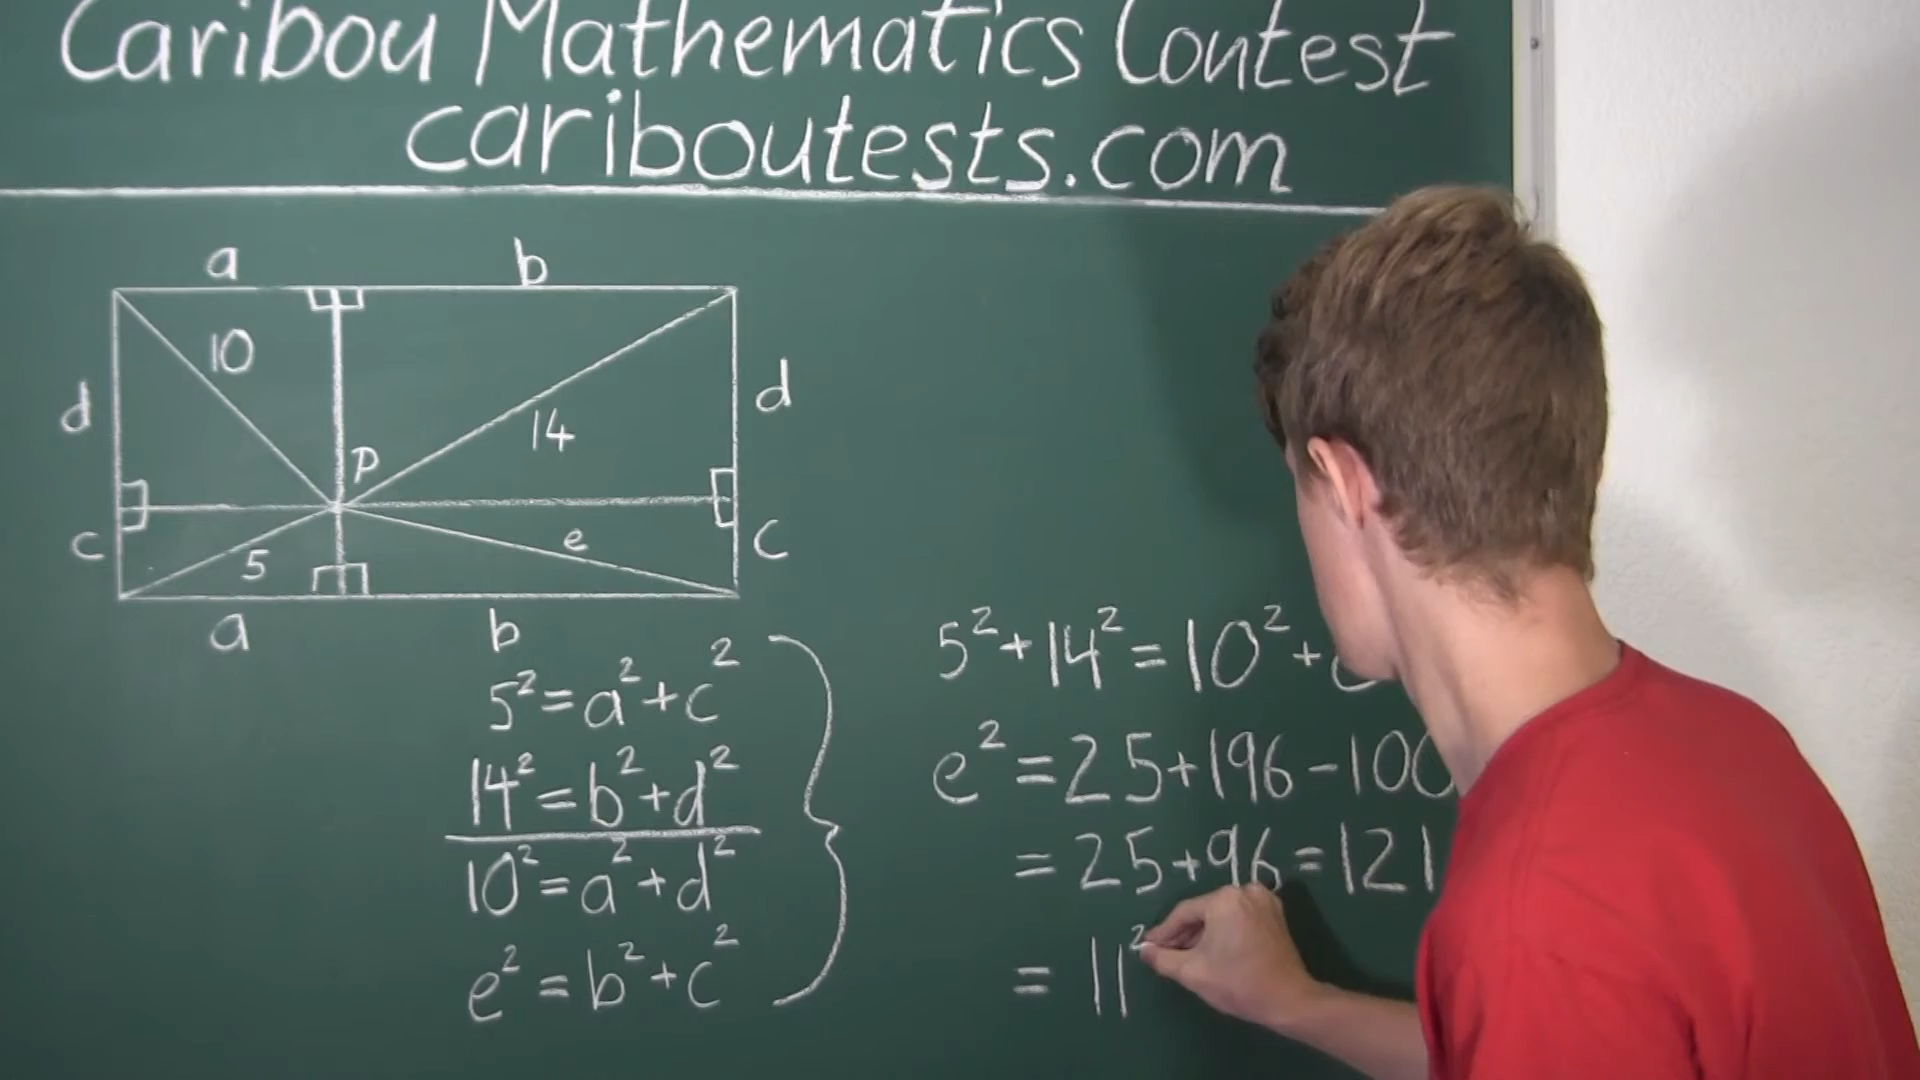 Caribou Mathematics Contest
cariboutests.com
a b
10
d d
14
P
c c
5 e
a b
5² = a² + c²
14² = b² + d²
10² = a² + d²
e² = b² + c²
5² + 14² = 10² +
e² = 25 + 196 - 100
= 25 + 96 = 121
= 11²